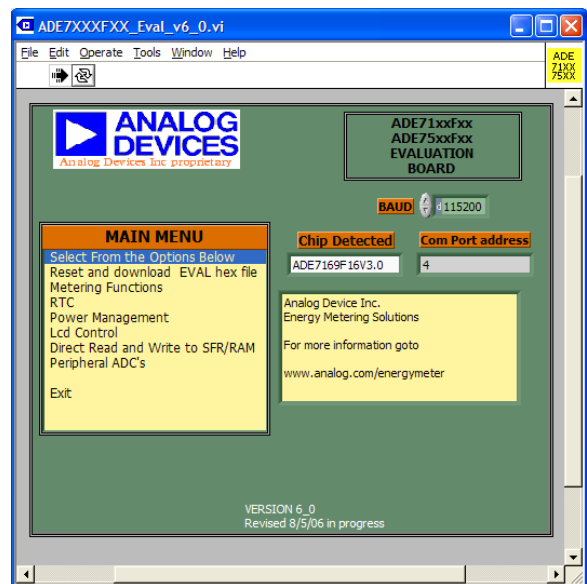 ADE7XXXFXX_Eval_v6_0.vi
File Edit Operate Tools Window Help
ADE
71XX
75XX
ANALOG
DEVICES
Analog Devices Inc proprietary
ADE71xxFxx
ADE75xxFxx
EVALUATION
BOARD
BAUD d 115200
MAIN MENU
Select From the Options Below
Reset and download EVAL hex file
Metering Functions
RTC
Power Management
Lcd Control
Direct Read and Write to SFR/RAM
Peripheral ADC's
Exit
Chip Detected
ADE7169F16V3.0
Com Port address
4
Analog Device Inc.
Energy Metering Solutions
For more information goto
www.analog.com/energymeter
VERSION 6_0
Revised 8/5/06 in progress